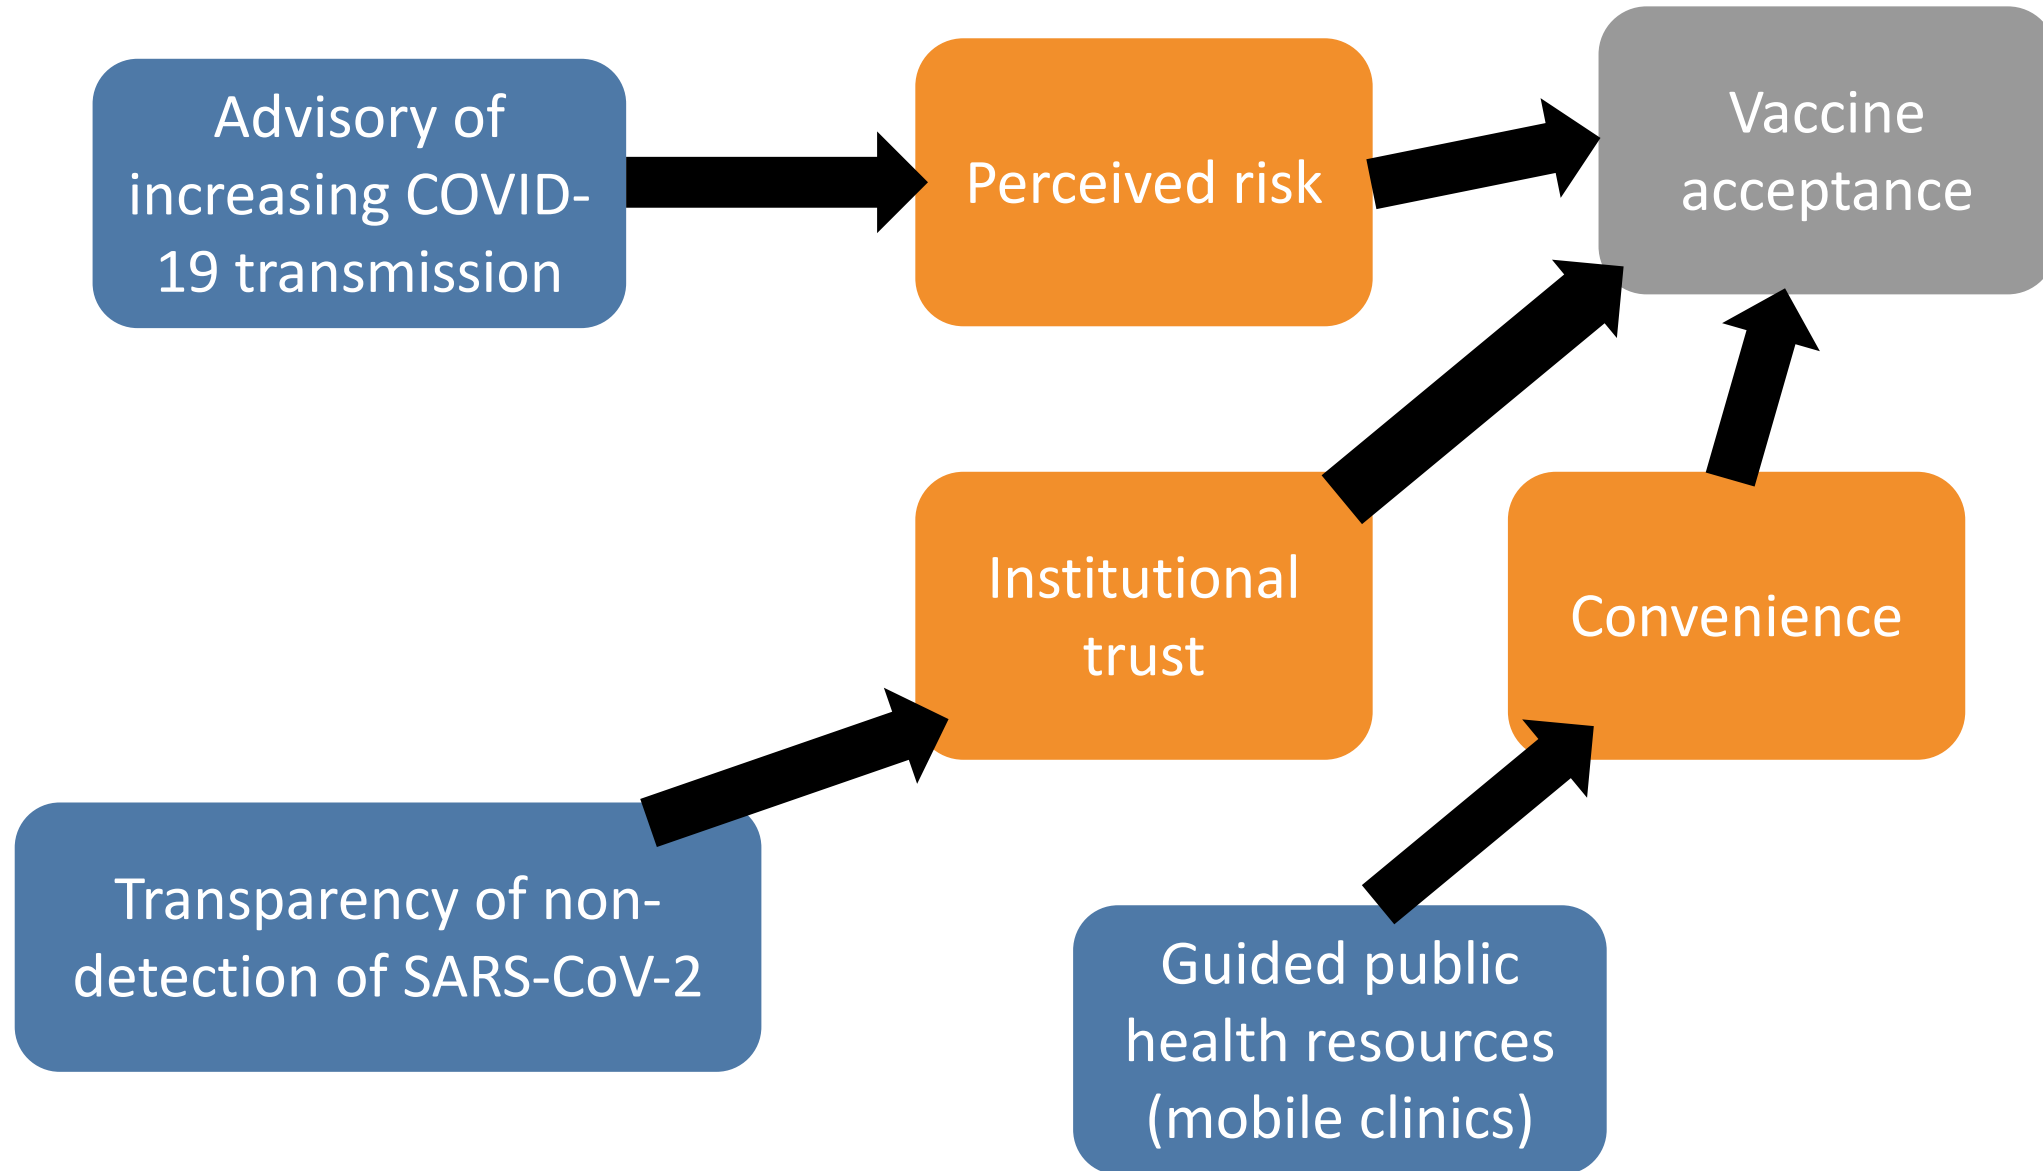 Advisory of
increasing COVID-
19 transmission
Perceived risk
Vaccine
acceptance
Institutional
trust
Convenience
Transparency of non-
detection of SARS-CoV-2
Guided public
health resources
(mobile clinics)